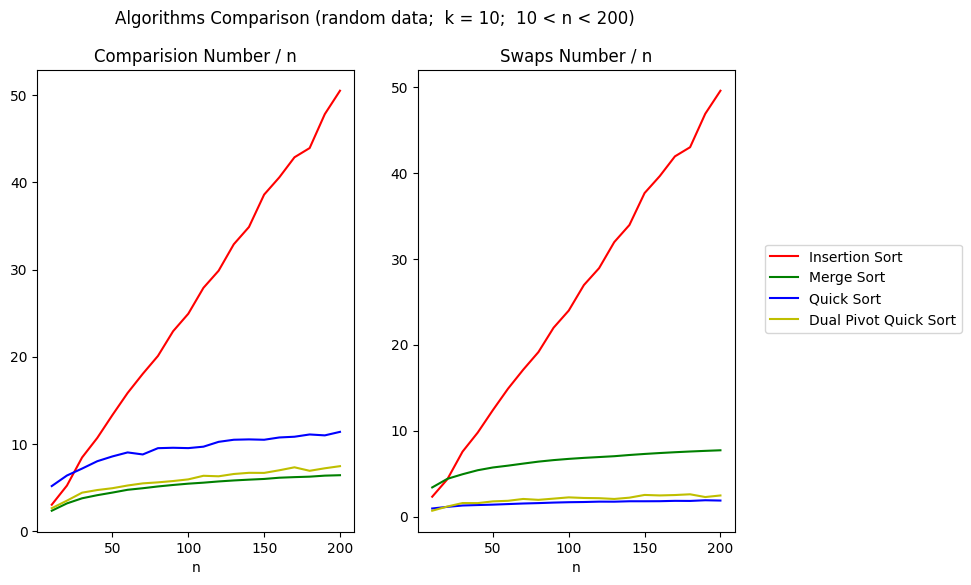 Algorithms Comparison (random data;  k = 10;  10 < n < 200)
Comparision Number / n
50
40
30
20
10
0
50 100 150 200
n
Swaps Number / n
50
40
30
20
10
0
50 100 150 200
n
Insertion Sort
Merge Sort
Quick Sort
Dual Pivot Quick Sort